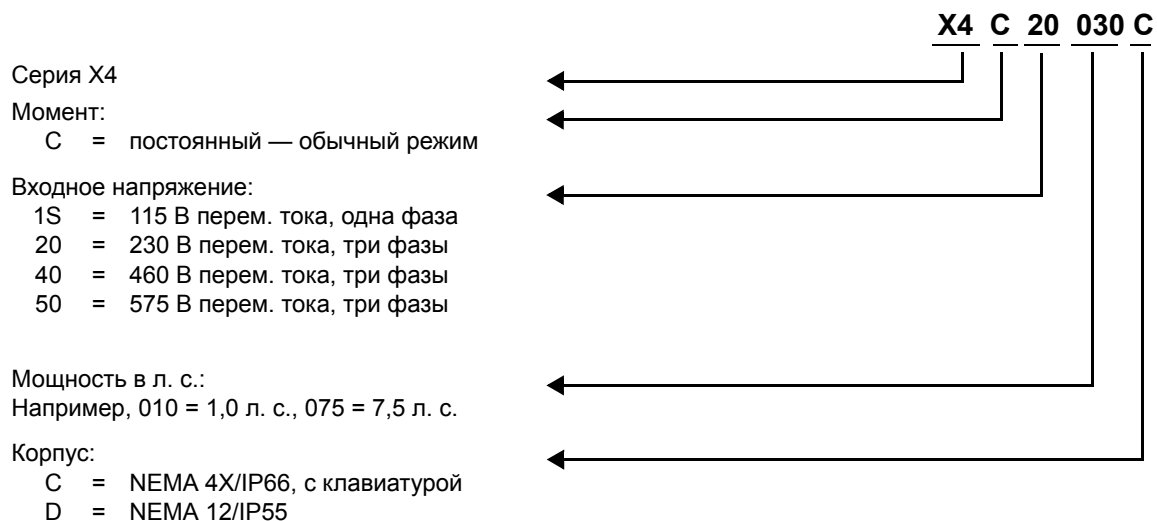 X4 C 20 030 C
Серия X4
Момент:
C = постоянный — обычный режим
Входное напряжение:
1S = 115 В перем. тока, одна фаза
20 = 230 В перем. тока, три фазы
40 = 460 В перем. тока, три фазы
50 = 575 В перем. тока, три фазы
Мощность в л. с.:
Например, 010 = 1,0 л. с., 075 = 7,5 л. с.
Корпус:
C = NEMA 4X/IP66, с клавиатурой
D = NEMA 12/IP55